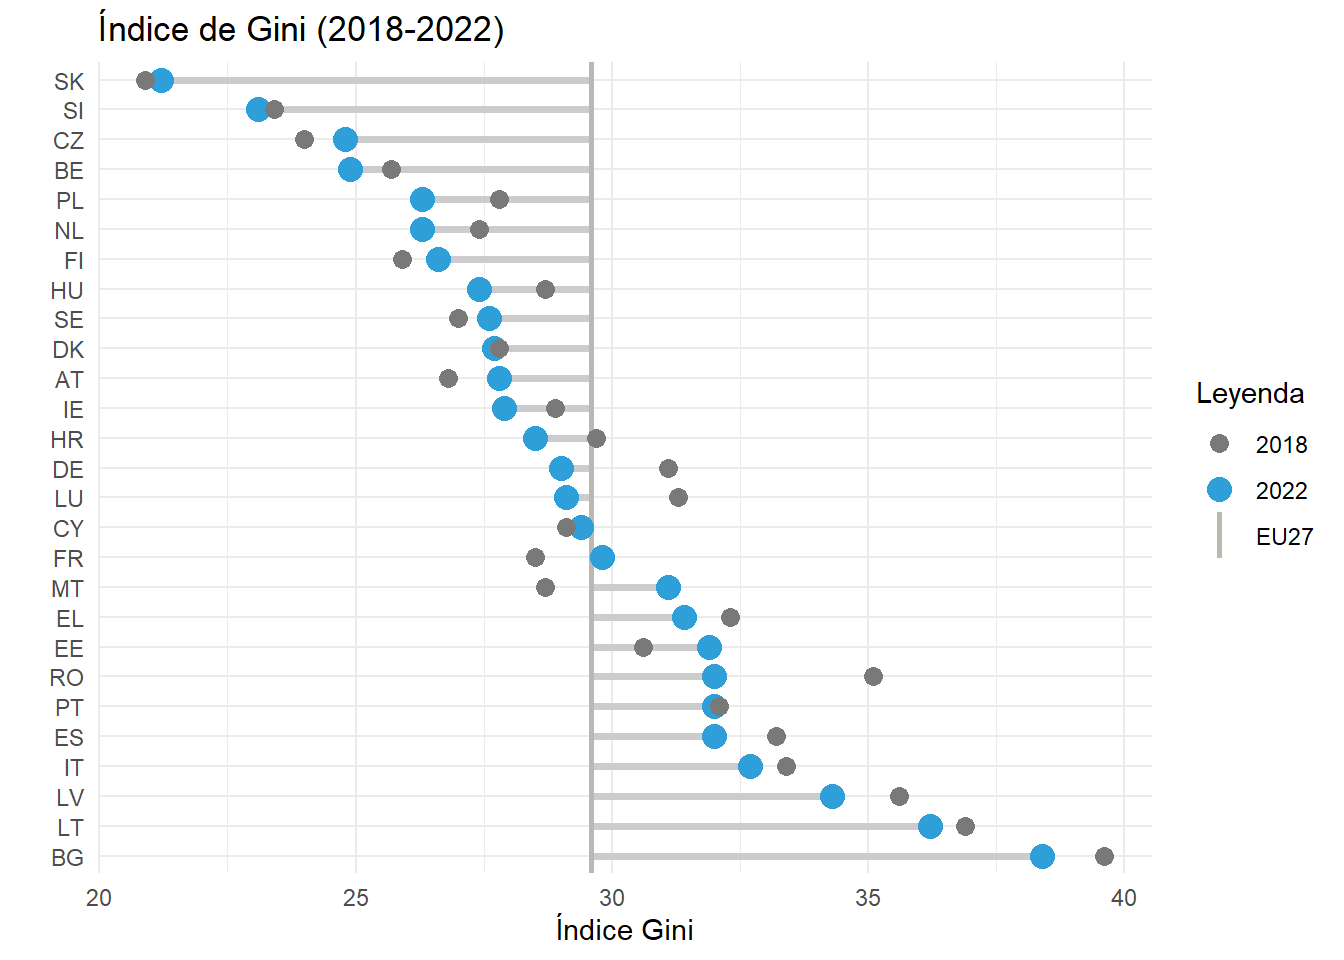 Índice de Gini (2018-2022)
SK
SI
CZ
BE
PL
NL
FI
HU
SE
DK
AT
IE
HR
DE
LU
CY
FR
MT
EL
EE
RO
PT
ES
IT
LV
LT
BG
20 25 30 35 40
Índice Gini
Leyenda
2018
2022
EU27